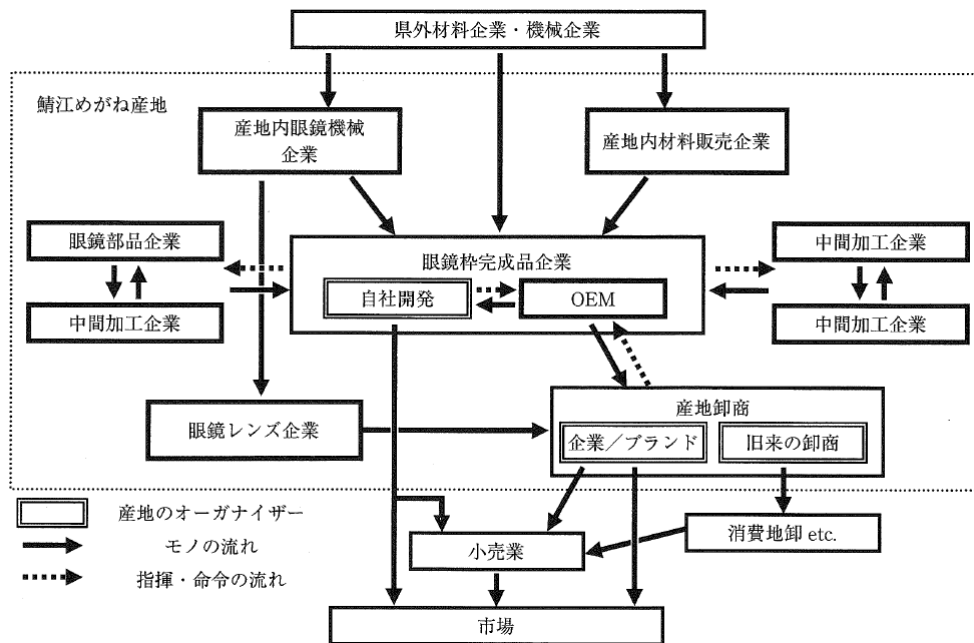 県外材料企業・機械企業
鯖江めがね産地
産地内眼鏡機械
企業
産地内材料販売企業
眼鏡部品企業
中間加工企業
眼鏡枠完成品企業
自社開発
OEM
中間加工企業
中間加工企業
眼鏡レンズ企業
産地卸商
企業／ブランド
旧来の卸商
産地のオーガナイザー
モノの流れ
指揮・命令の流れ
小売業
消費地卸 etc.
市場